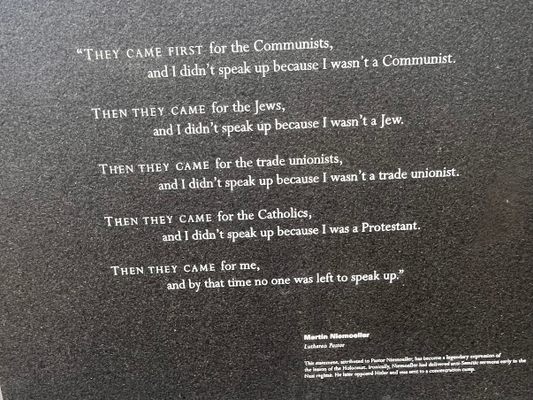 “THEY CAME FIRST for the Communists,
and I didn’t speak up because I wasn’t a Communist.
THEN THEY CAME for the Jews,
and I didn’t speak up because I wasn’t a Jew.
THEN THEY CAME for the trade unionists,
and I didn’t speak up because I wasn’t a trade unionist.
THEN THEY CAME for the Catholics,
and I didn’t speak up because I was a Protestant.
THEN THEY CAME for me,
and by that time no one was left to speak up.”
Martin Niemoeller
Lutheran Pastor
This statement, attributed to Pastor Niemoeller, has become a legendary expression of
the lesson of the Holocaust. Ironically, Niemoeller had delivered anti-Semitic sermons early in the
Nazi regime. He later opposed Hitler and was sent to a concentration camp.